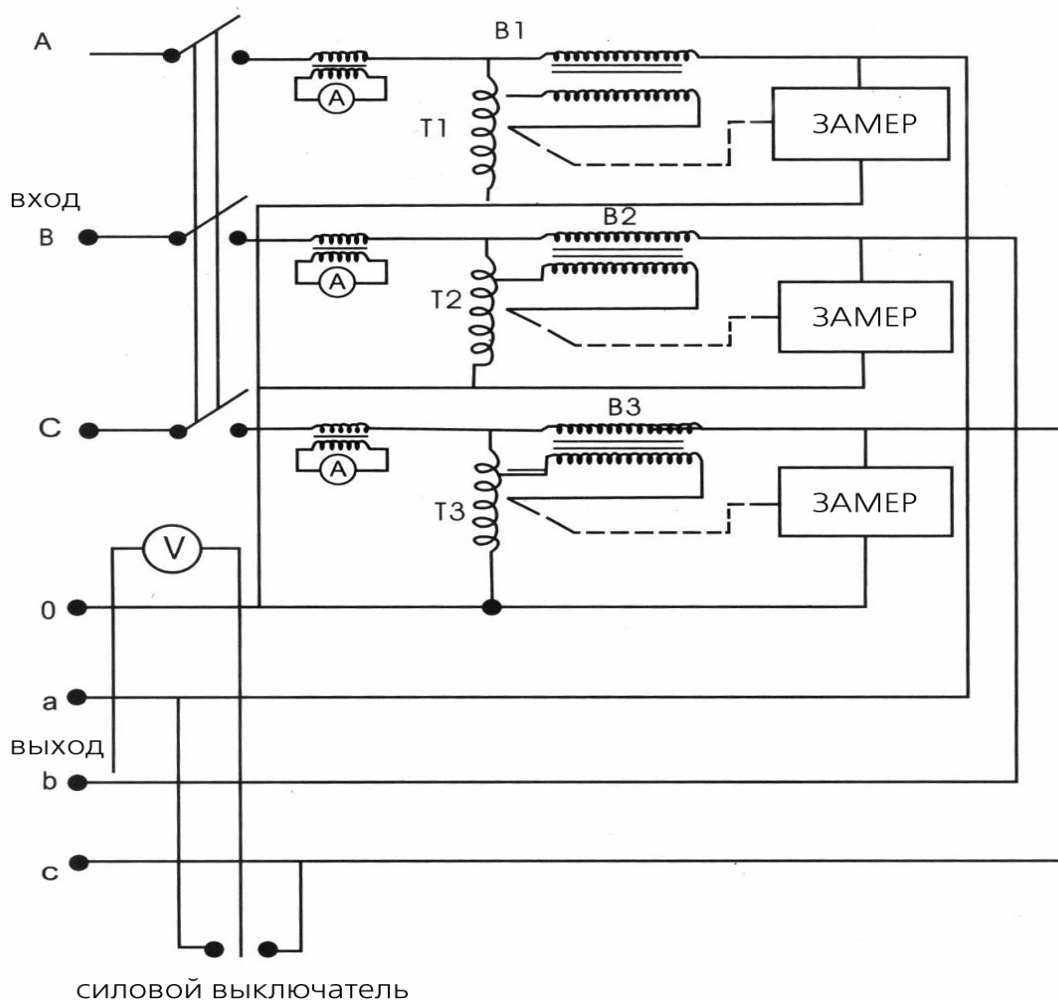 A
B1
A
T1
ЗАМЕР
вход
B
B2
A
T2
ЗАМЕР
C
B3
A
T3
ЗАМЕР
V
0
a
выход
b
c
силовой выключатель